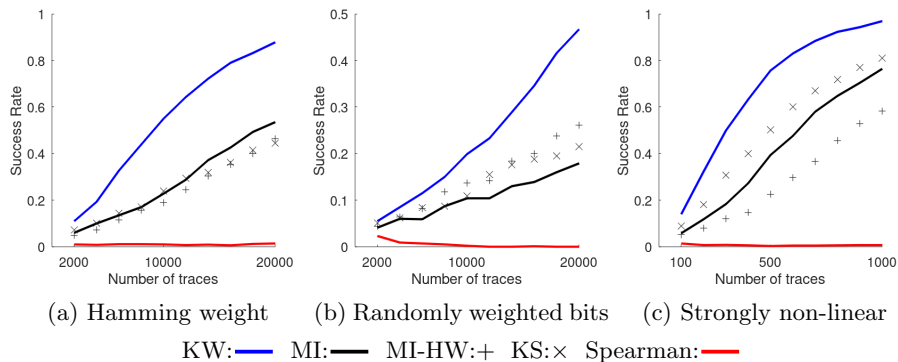 1
0.8
0.6
0.4
0.2
0
Success Rate
2000 10000 20000
Number of traces
0.5
0.4
0.3
0.2
0.1
0
Success Rate
2000 10000 20000
Number of traces
1
0.8
0.6
0.4
0.2
0
Success Rate
100 500 1000
Number of traces
(a) Hamming weight (b) Randomly weighted bits (c) Strongly non-linear
KW: MI: MI-HW:+ KS:× Spearman: